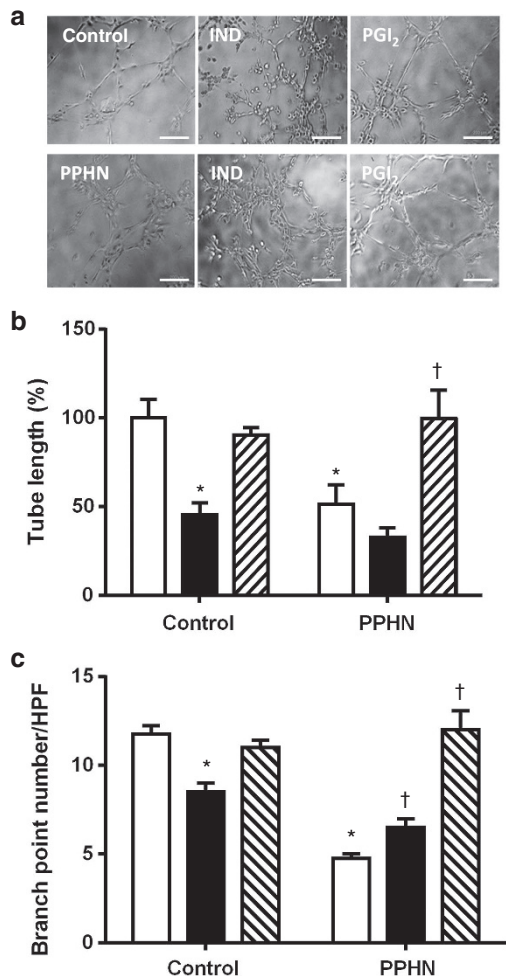 a
Control IND PGI₂
PPHN IND PGI₂
b
Tube length (%)
150
100
50
0
*
*
†
Control PPHN
c
Branch point number/HPF
15
10
5
0
*
*
†
†
Control PPHN